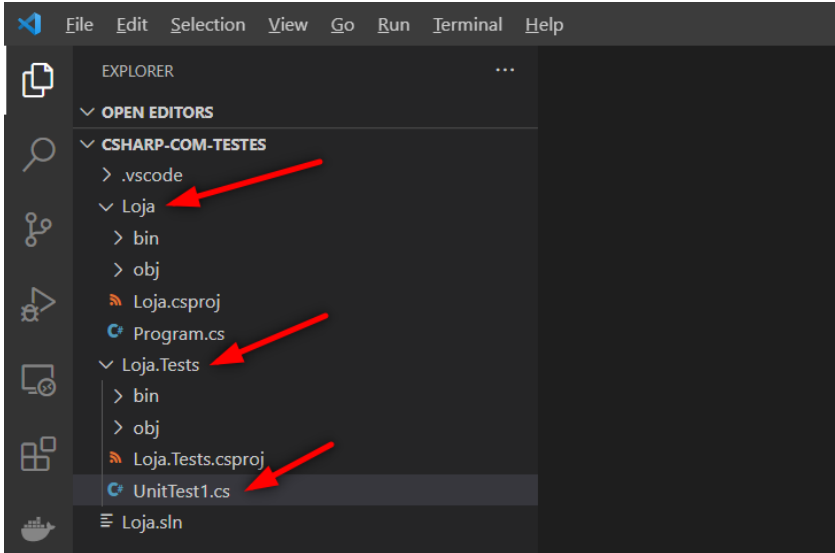 File Edit Selection View Go Run Terminal Help
EXPLORER ...
OPEN EDITORS
CSHARP-COM-TESTES
.vscode
Loja
bin
obj
Loja.csproj
C# Program.cs
Loja.Tests
bin
obj
Loja.Tests.csproj
C# UnitTest1.cs
Loja.sln